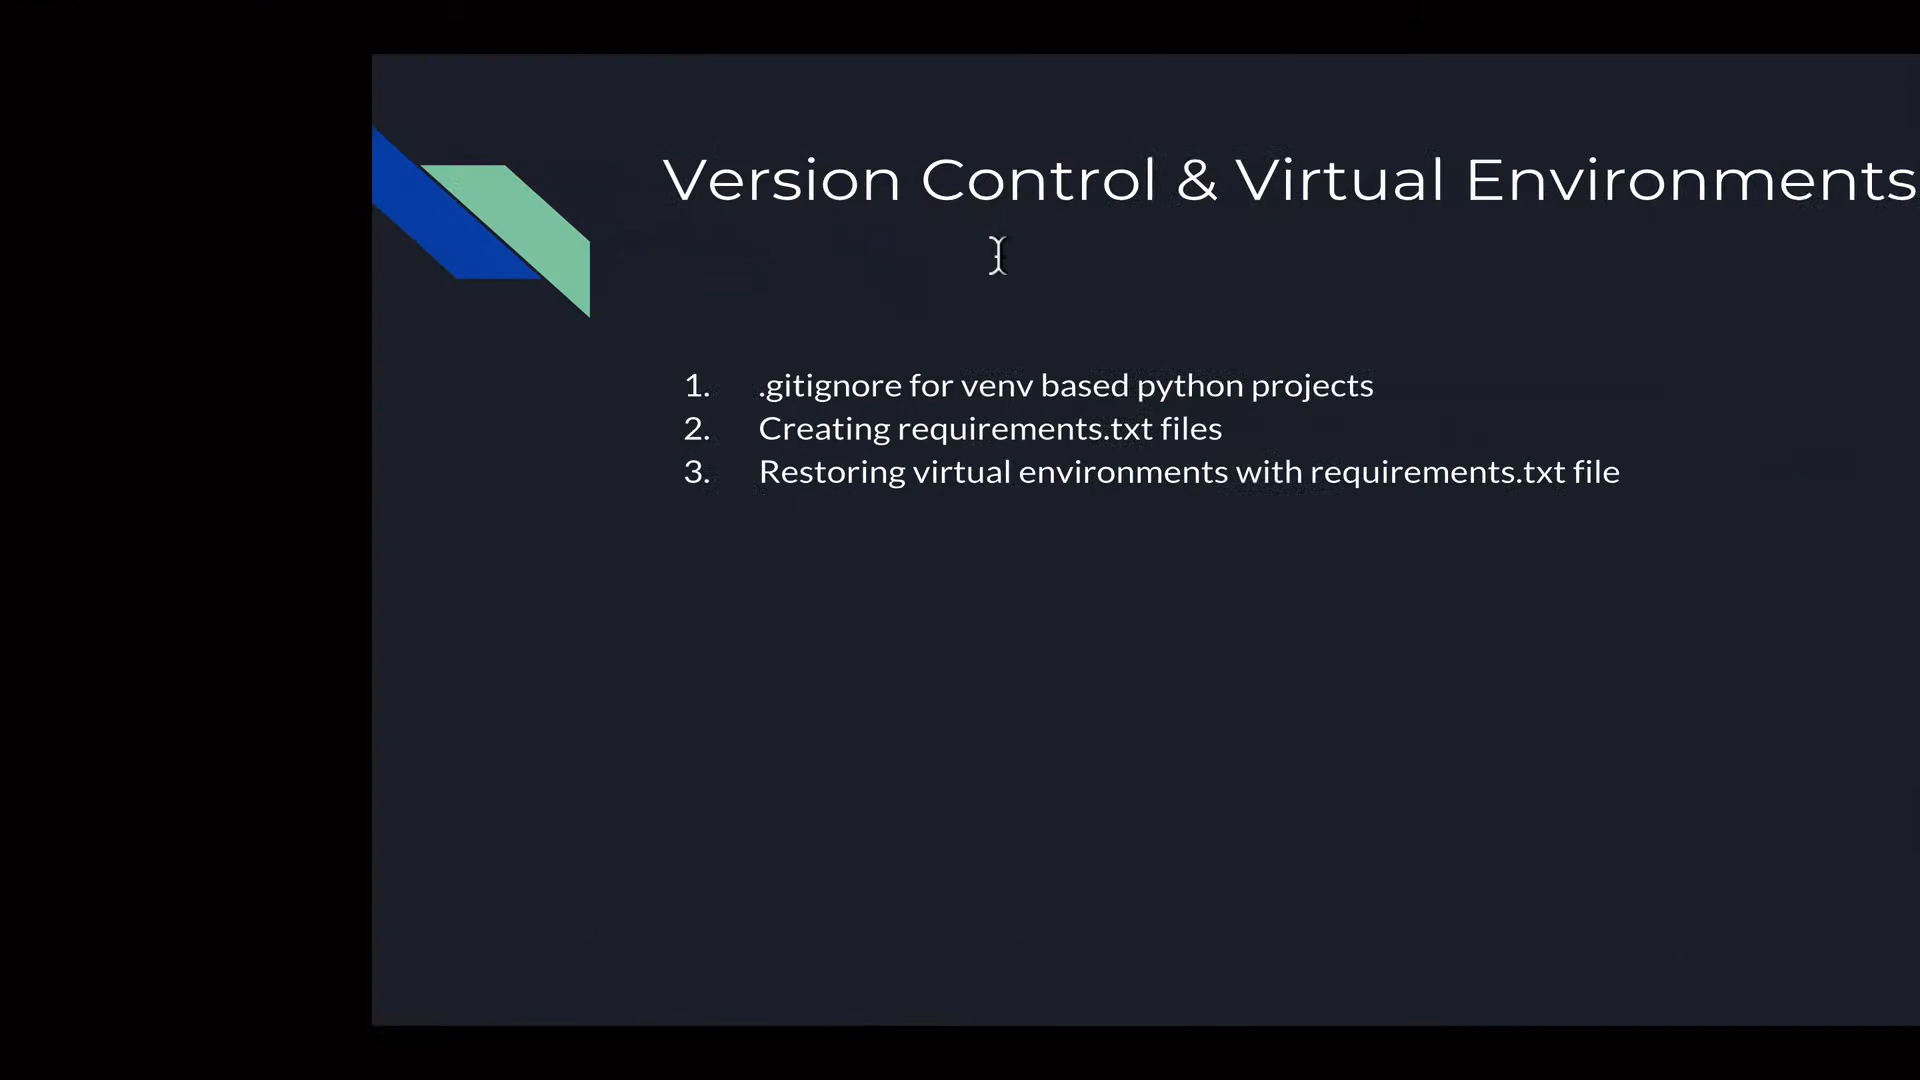 Version Control & Virtual Environments
1. .gitignore for venv based python projects
2. Creating requirements.txt files
3. Restoring virtual environments with requirements.txt file